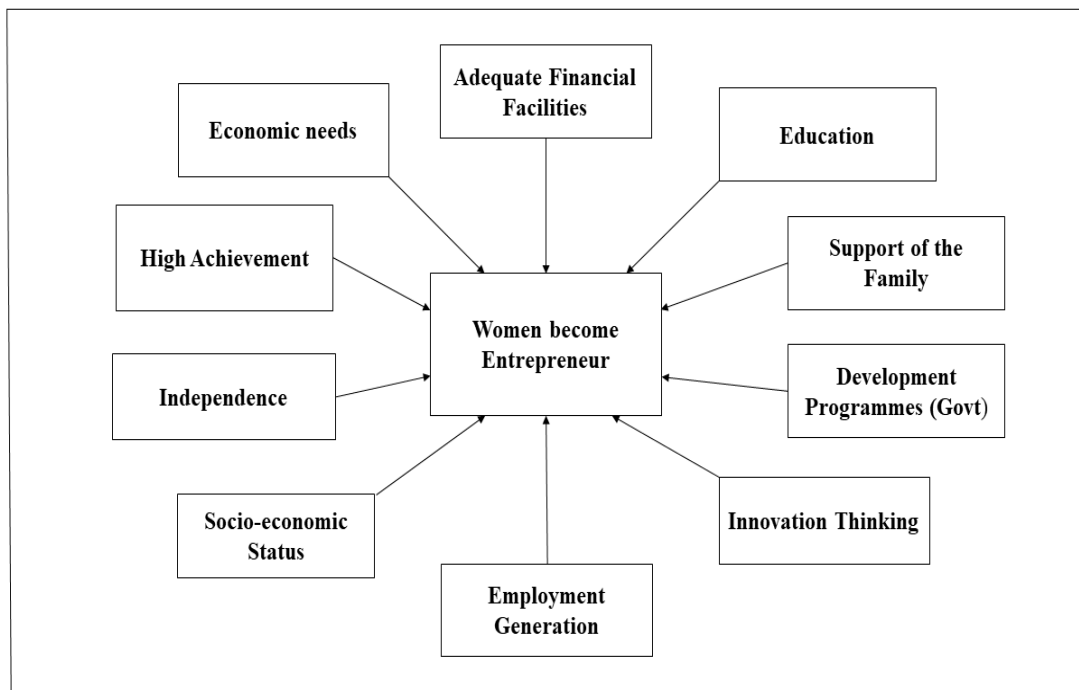 Adequate Financial
Facilities
Economic needs
Education
High Achievement
Support of the
Family
Women become
Entrepreneur
Independence
Development
Programmes (Govt)
Socio-economic
Status
Innovation Thinking
Employment
Generation